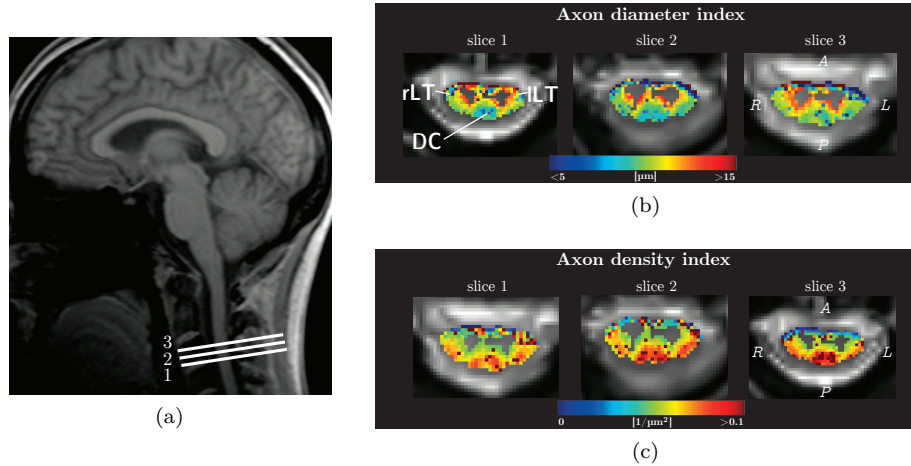 3
2
1
(a)
Axon diameter index
slice 1 slice 2 slice 3
rLT lLT DC
A R L P
<5 [µm] >15
(b)
Axon density index
slice 1 slice 2 slice 3
A R L P
0 [1/µm²] >0.1
(c)